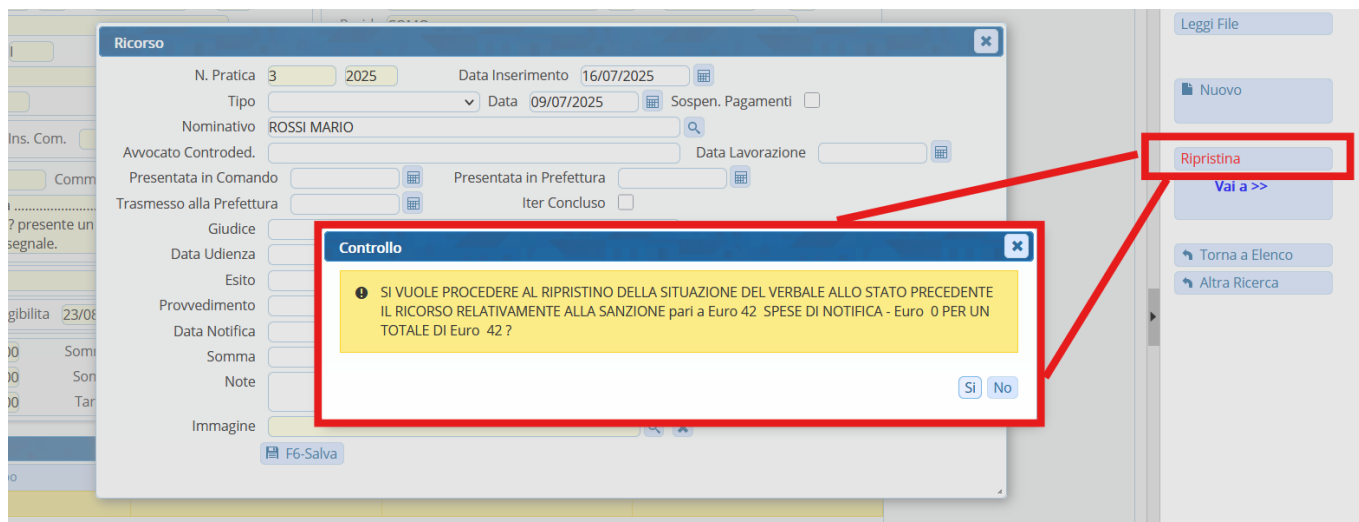 Leggi File
Ricorso
N. Pratica 3 2025 Data Inserimento 16/07/2025
Nuovo
Tipo Data 09/07/2025 Sospen. Pagamenti
Nominativo ROSSI MARIO
Ins. Com.
Avvocato Controded. Data Lavorazione
Ripristina
Comm Presentata in Comando Presentata in Prefettura
Vai a >>
Trasmesso alla Prefettura Iter Concluso
? presente un
Giudice
segnale.
Controllo
Data Udienza
Torna a Elenco
Esito
Altra Ricerca
SI VUOLE PROCEDERE AL RIPRISTINO DELLA SITUAZIONE DEL VERBALE ALLO STATO PRECEDENTE
IL RICORSO RELATIVAMENTE ALLA SANZIONE pari a Euro 42 SPESE DI NOTIFICA - Euro 0 PER UN
TOTALE DI Euro 42 ?
Provvedimento
gibilita 23/08
Data Notifica
Somma
Note
Si No
Immagine
F6-Salva